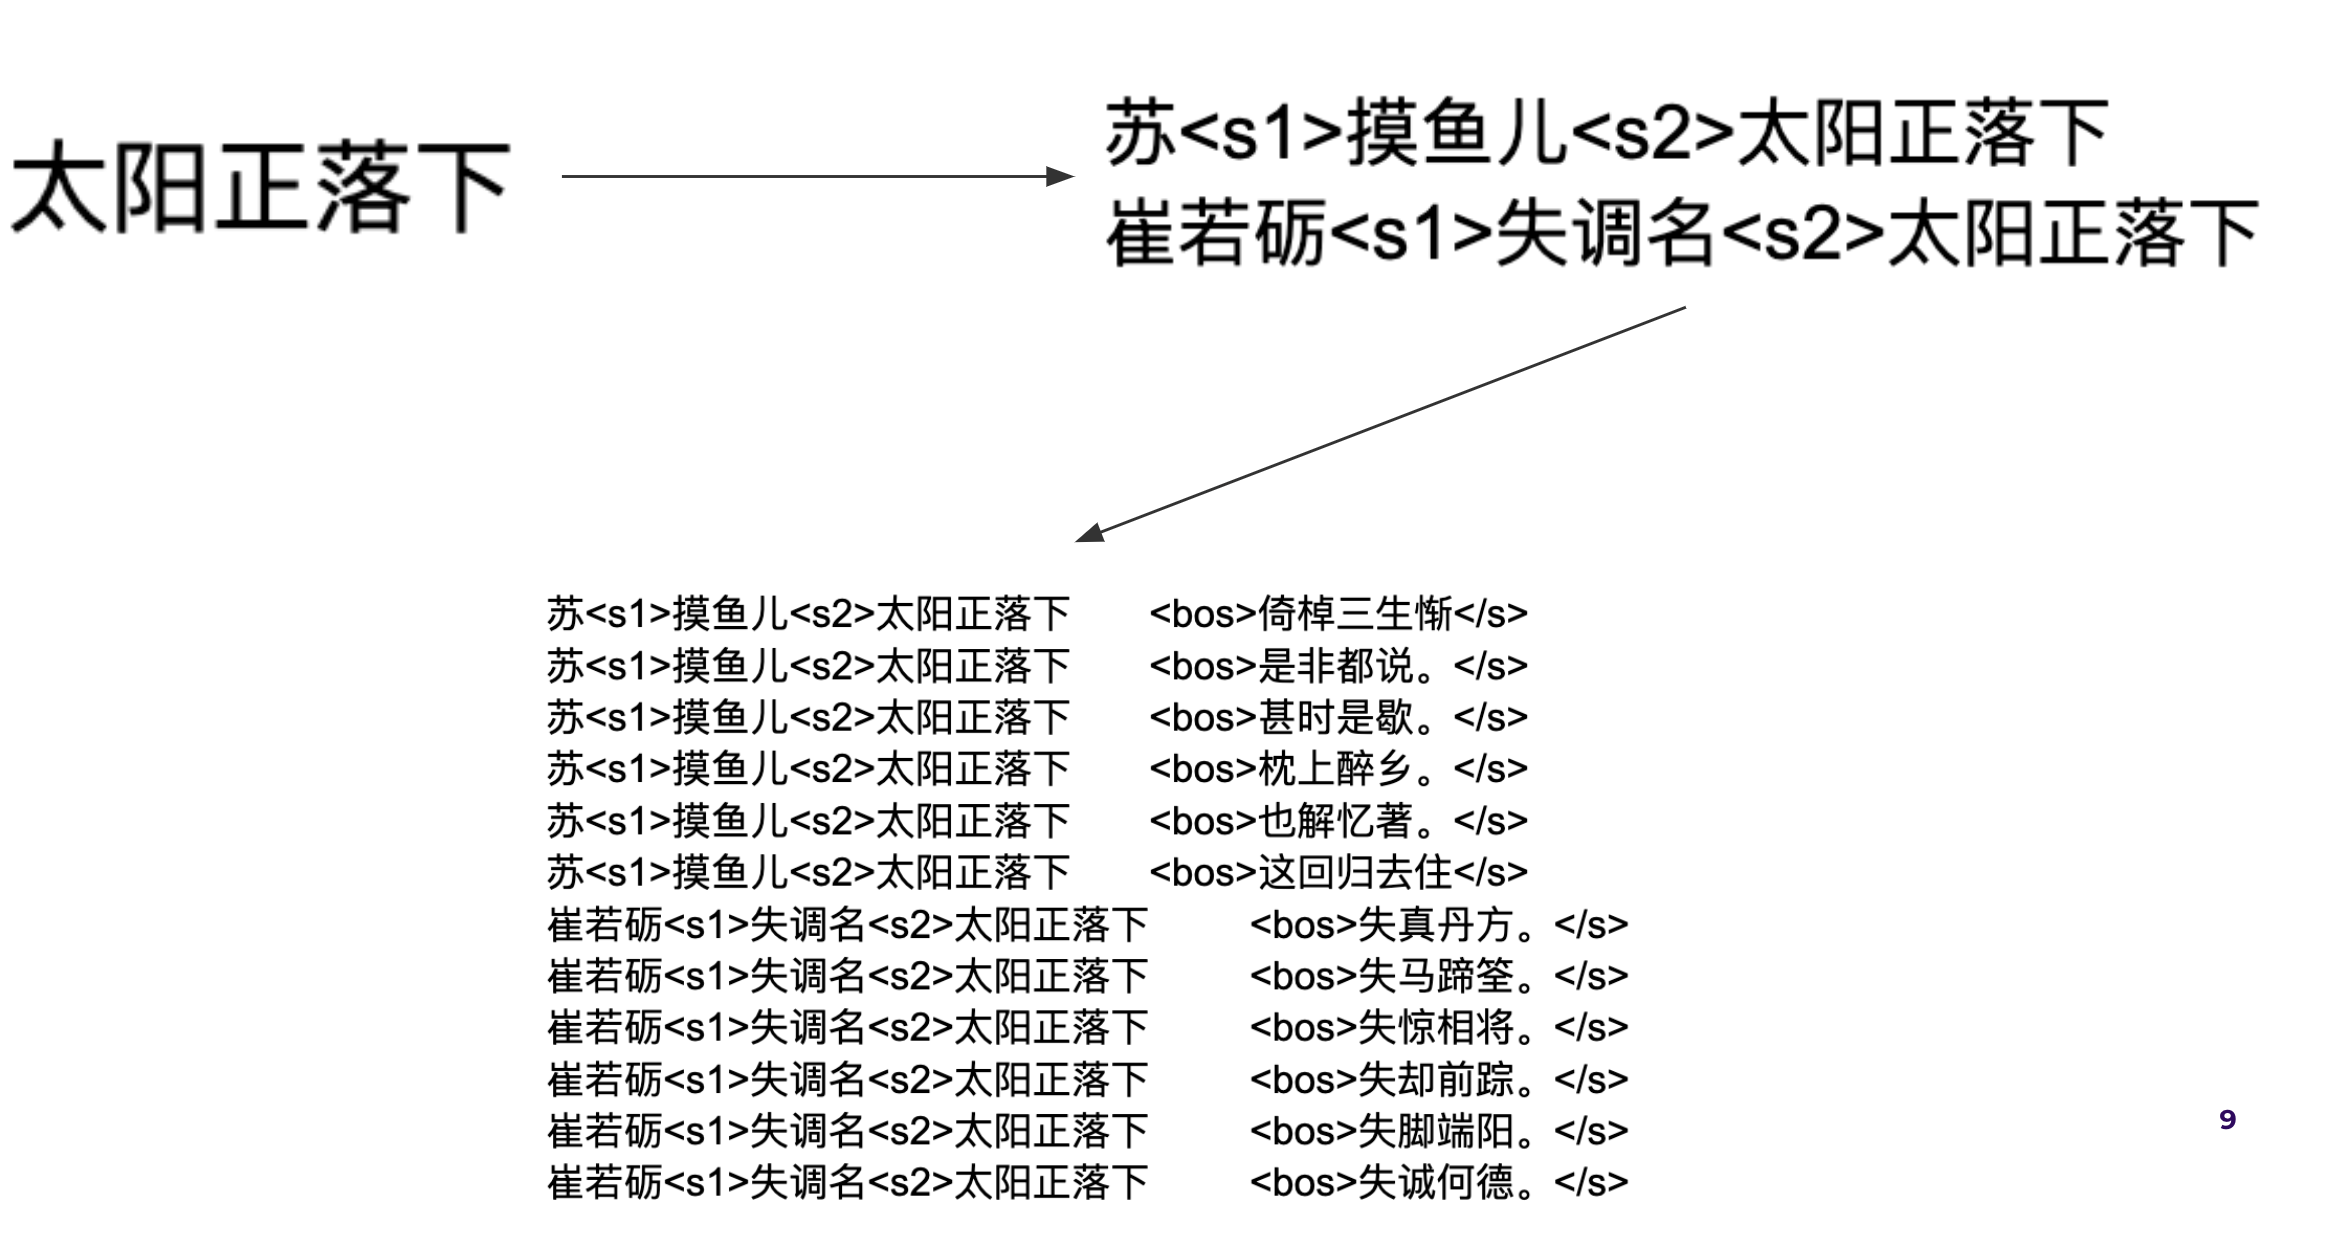 太阳正落下
苏<s1>摸鱼儿<s2>太阳正落下
崔若砺<s1>失调名<s2>太阳正落下
苏<s1>摸鱼儿<s2>太阳正落下 <bos>倚棹三生惭</s>
苏<s1>摸鱼儿<s2>太阳正落下 <bos>是非都说。</s>
苏<s1>摸鱼儿<s2>太阳正落下 <bos>甚时是歇。</s>
苏<s1>摸鱼儿<s2>太阳正落下 <bos>枕上醉乡。</s>
苏<s1>摸鱼儿<s2>太阳正落下 <bos>也解忆著。</s>
苏<s1>摸鱼儿<s2>太阳正落下 <bos>这回归去住</s>
崔若砺<s1>失调名<s2>太阳正落下 <bos>失真丹方。</s>
崔若砺<s1>失调名<s2>太阳正落下 <bos>失马蹄筌。</s>
崔若砺<s1>失调名<s2>太阳正落下 <bos>失惊相将。</s>
崔若砺<s1>失调名<s2>太阳正落下 <bos>失却前踪。</s>
崔若砺<s1>失调名<s2>太阳正落下 <bos>失脚端阳。</s>
崔若砺<s1>失调名<s2>太阳正落下 <bos>失诚何德。</s>
9